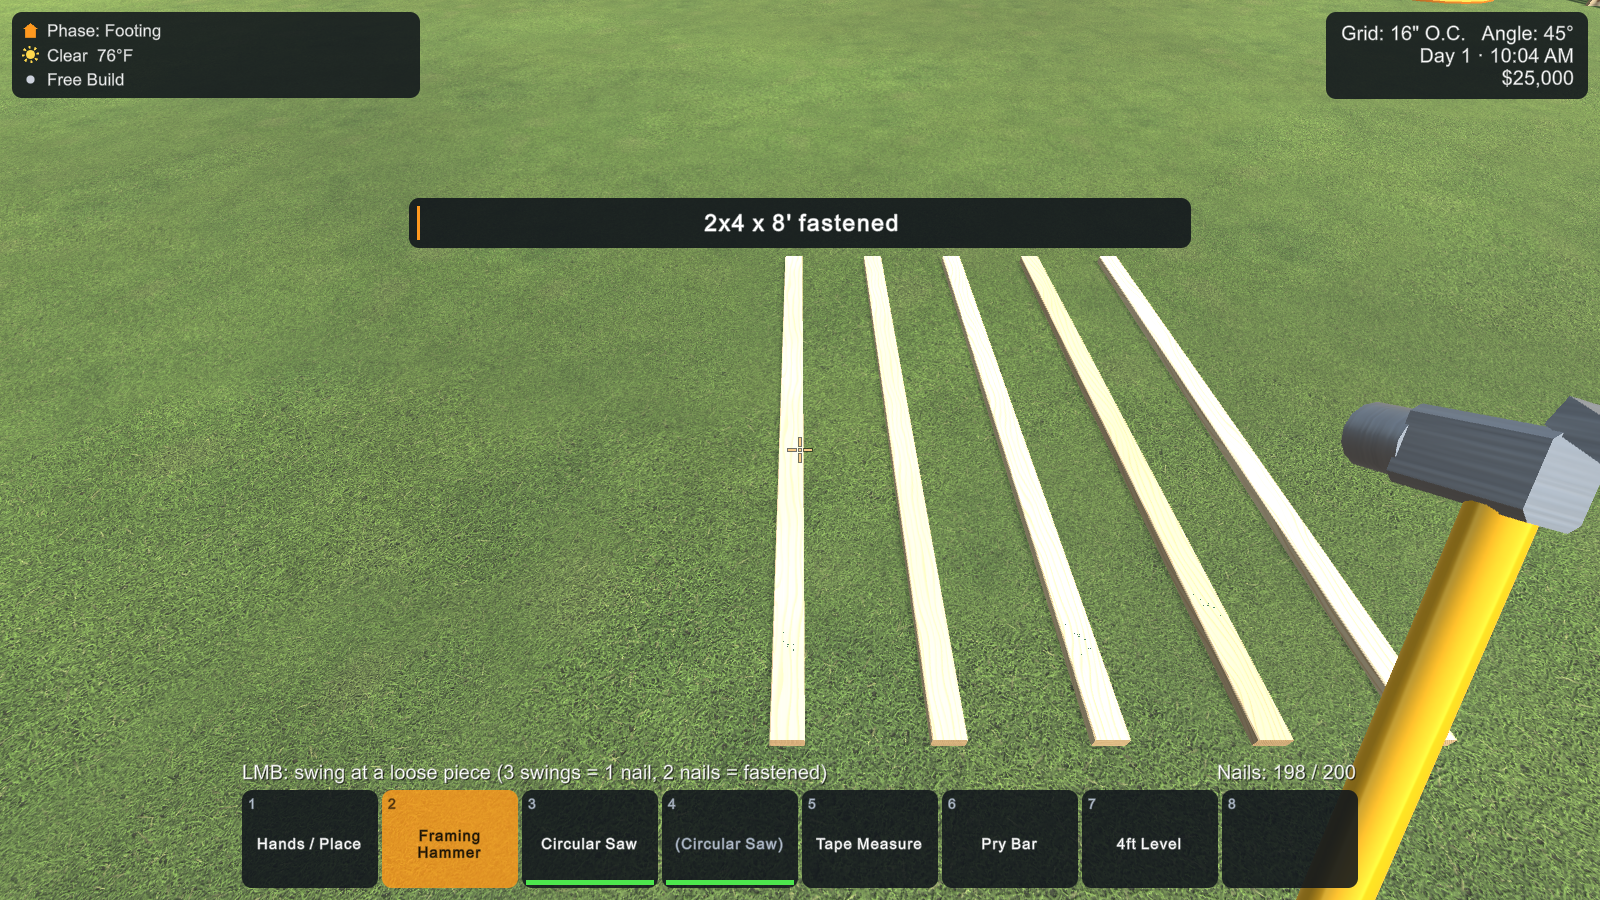 Phase: Footing
Clear 76°F
Free Build
Grid: 16" O.C. Angle: 45°
Day 1 · 10:04 AM
$25,000
2x4 x 8' fastened
LMB: swing at a loose piece (3 swings = 1 nail, 2 nails = fastened)
Nails: 198 / 200
1
Hands / Place
2
Framing
Hammer
3
Circular Saw
4
(Circular Saw)
5
Tape Measure
6
Pry Bar
7
4ft Level
8